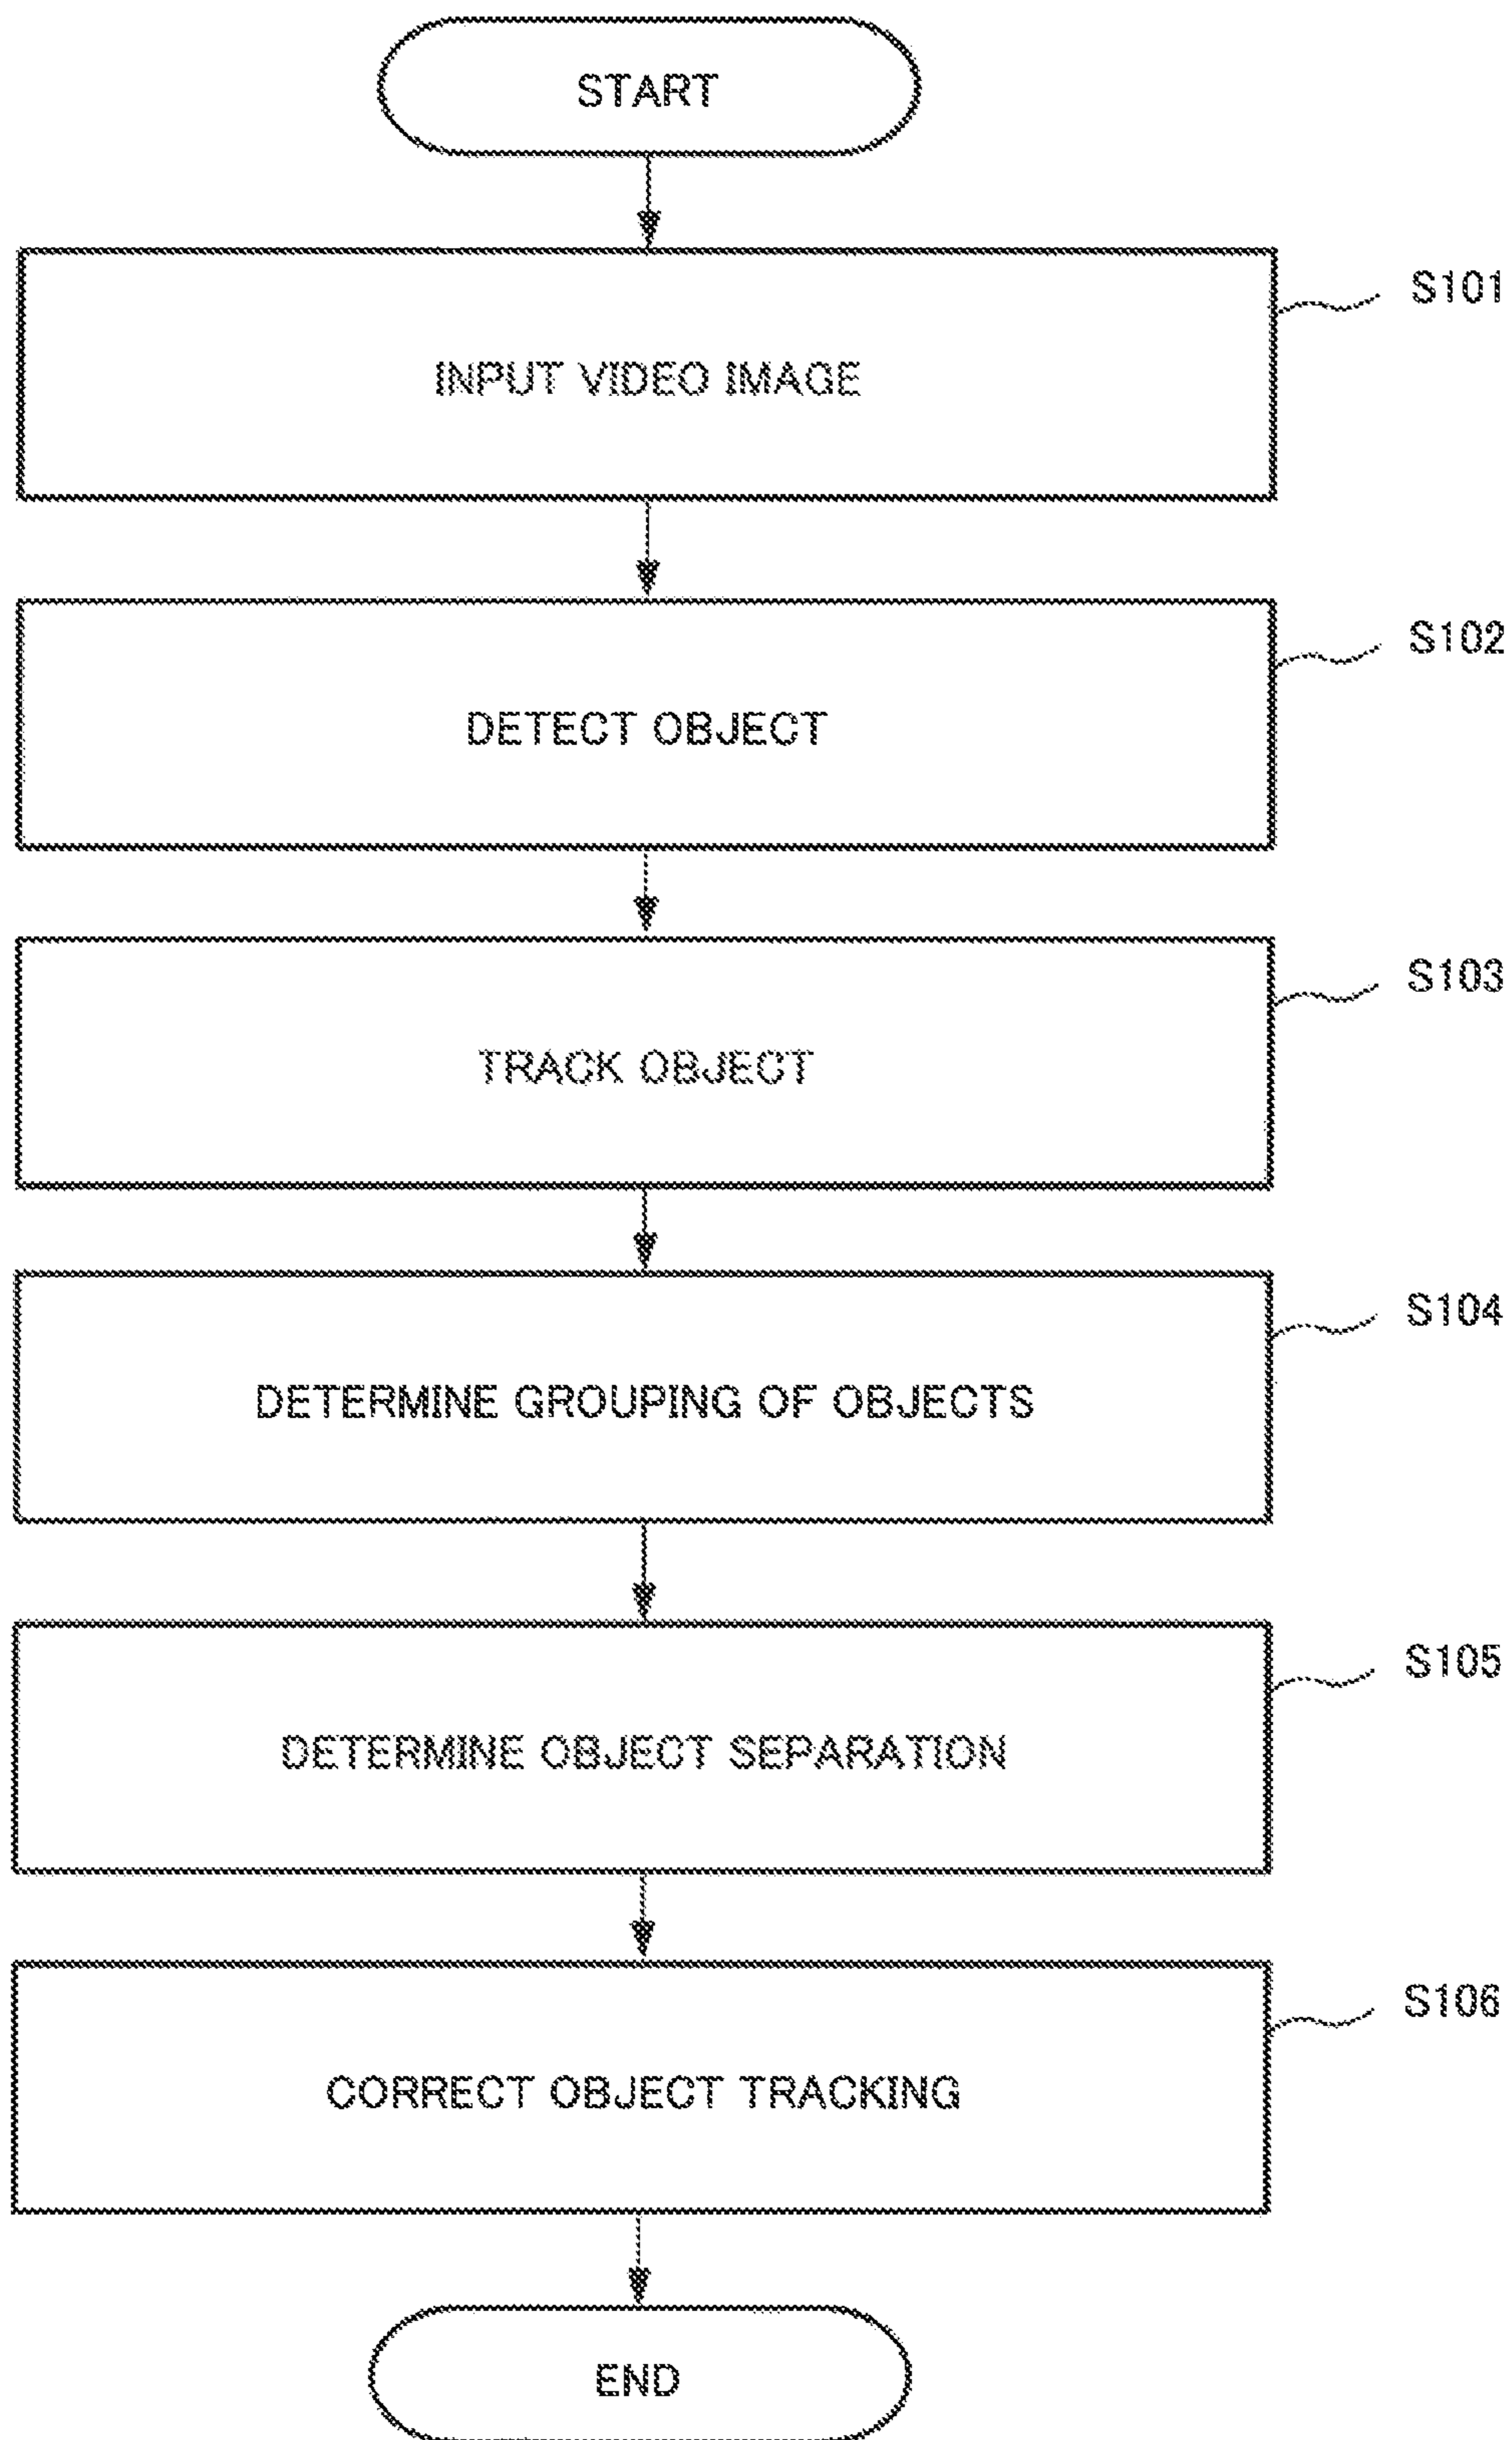 START
INPUT VIDEO IMAGE
S101
DETECT OBJECT
S102
TRACK OBJECT
S103
DETERMINE GROUPING OF OBJECTS
S104
DETERMINE OBJECT SEPARATION
S105
CORRECT OBJECT TRACKING
S106
END